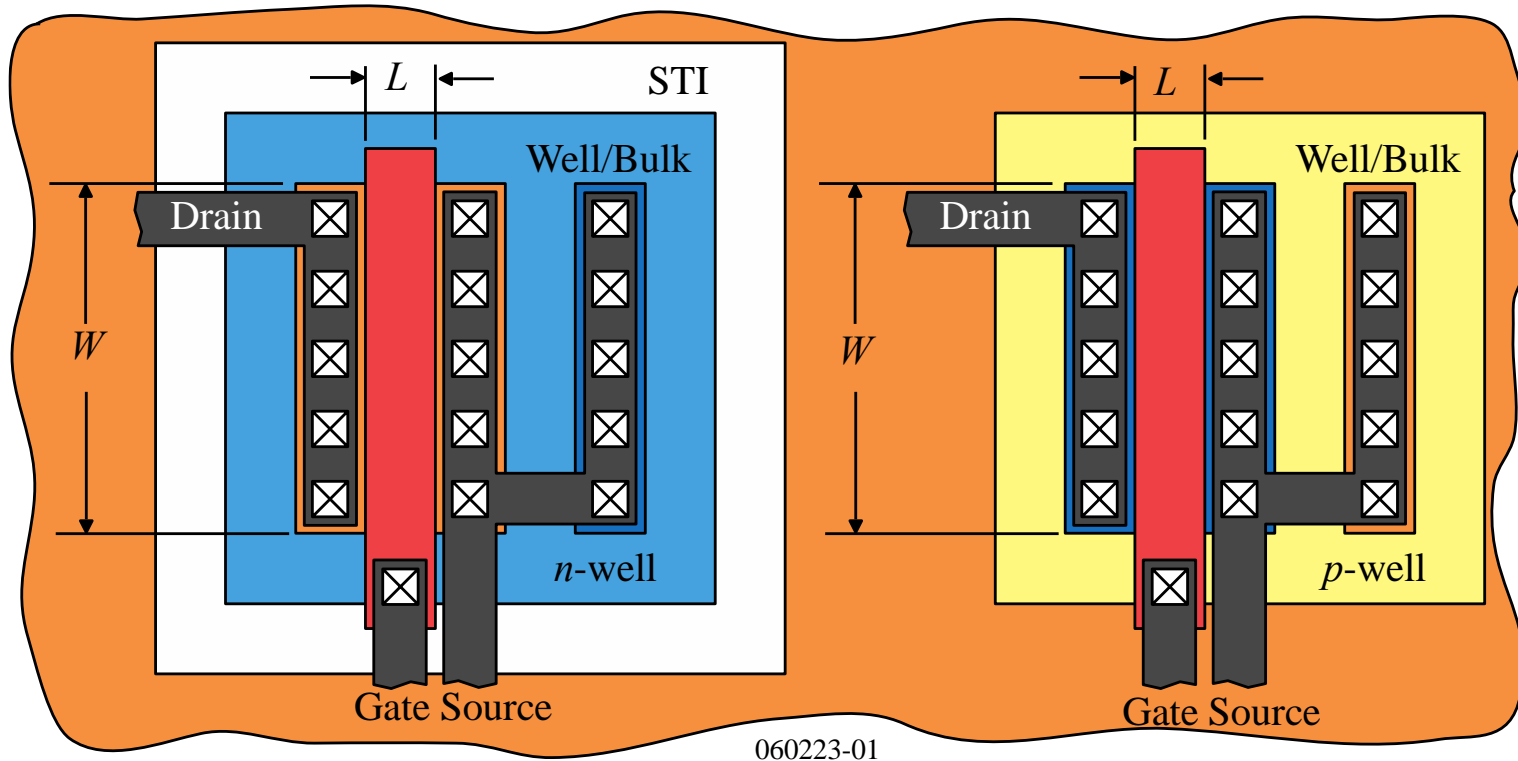 L
STI
Well/Bulk
Drain
W
n-well
Gate Source
L
Well/Bulk
Drain
W
p-well
Gate Source
060223-01